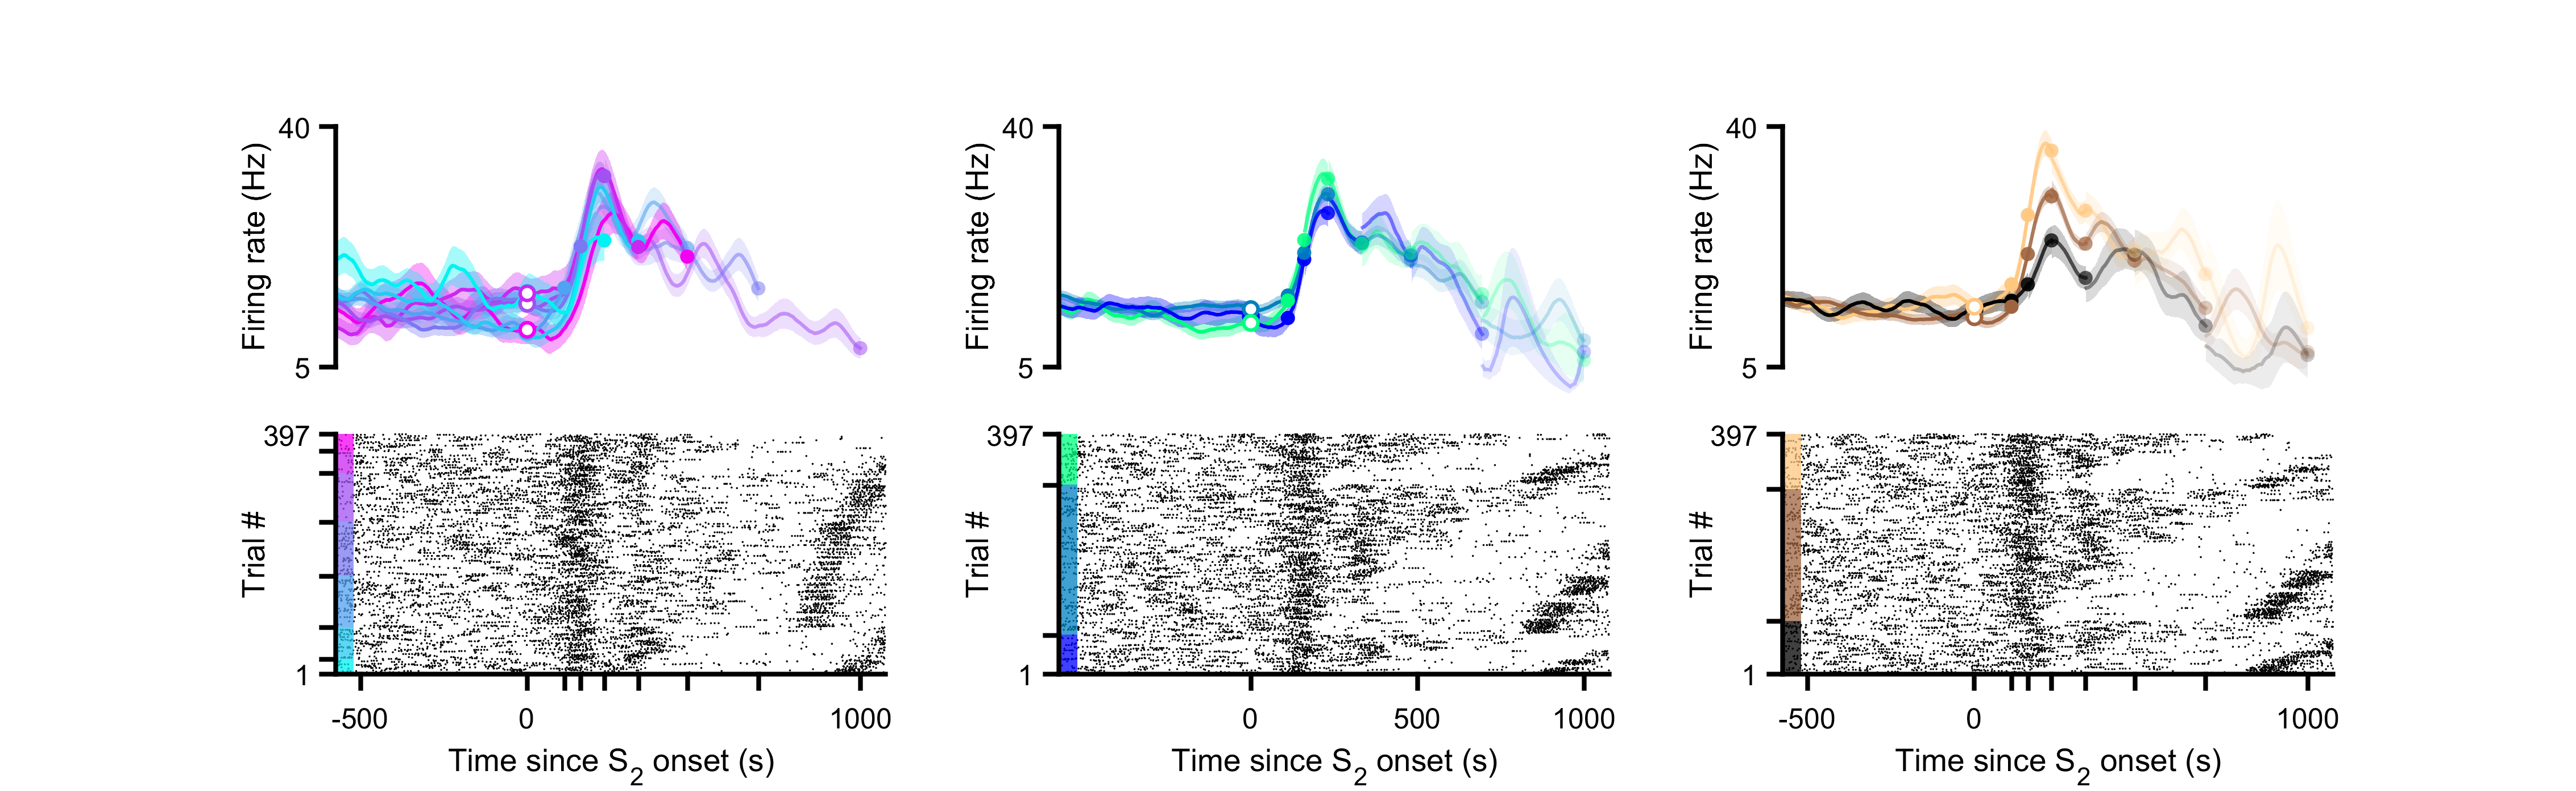 40
Firing rate (Hz)
5
397
Trial #
1
-500 0 1000
Time since S2 onset (s)
40
Firing rate (Hz)
5
397
Trial #
1
0 500 1000
Time since S2 onset (s)
40
Firing rate (Hz)
5
397
Trial #
1
-500 0 1000
Time since S2 onset (s)